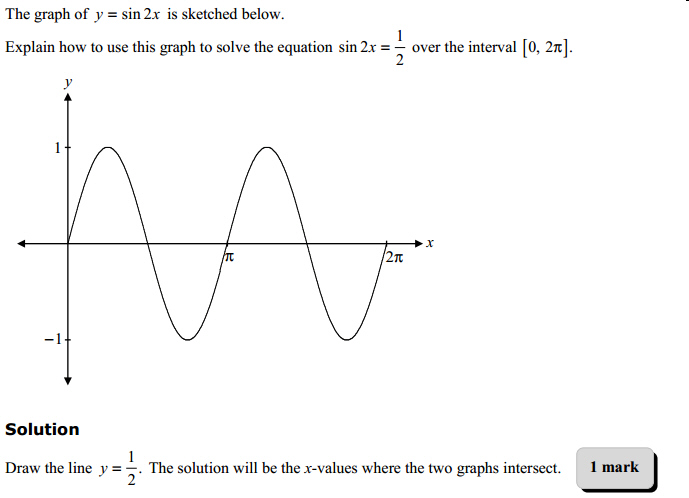 The graph of y = sin 2x is sketched below.
Explain how to use this graph to solve the equation sin 2x = 1/2 over the interval [0, 2π].
y
1
x
π
2π
−1
Solution
Draw the line y = 1/2. The solution will be the x-values where the two graphs intersect.
1 mark